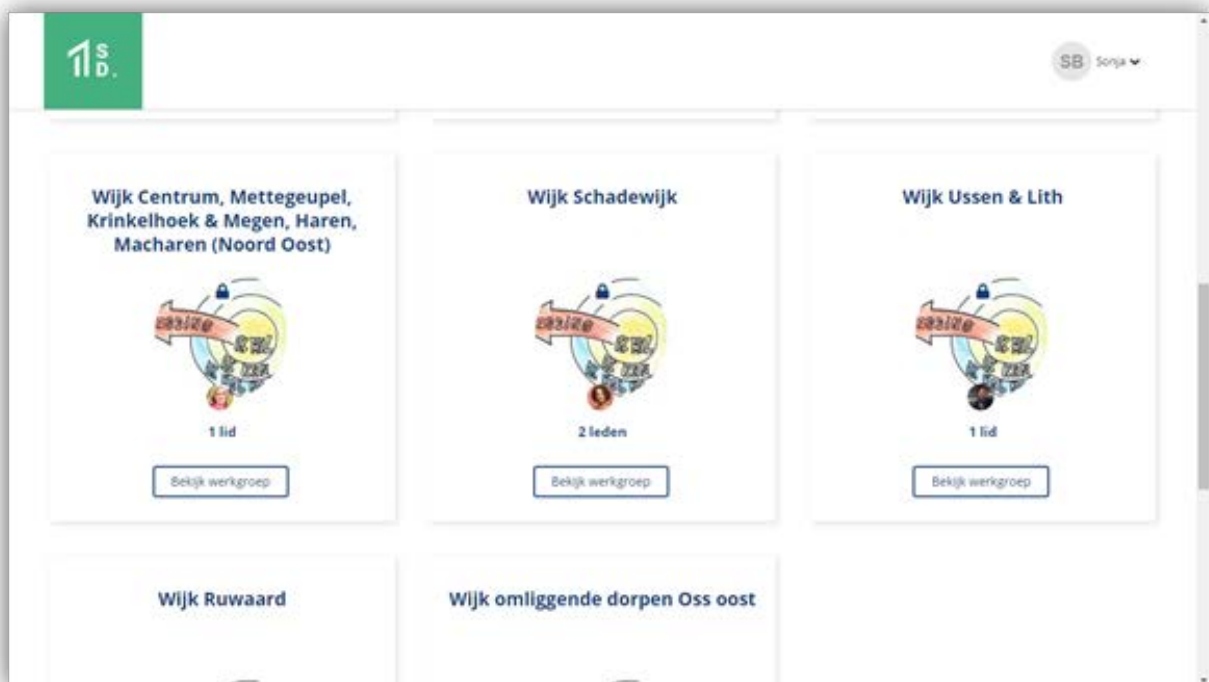 1 S
D.
SB Sonja
Wijk Centrum, Mettegeupel,
Krinkelhoek & Megen, Haren,
Macharen (Noord Oost)
1 lid
Bekijk werkgroep
Wijk Schadewijk
2 leden
Bekijk werkgroep
Wijk Ussen & Lith
1 lid
Bekijk werkgroep
Wijk Ruwaard
Wijk omliggende dorpen Oss oost